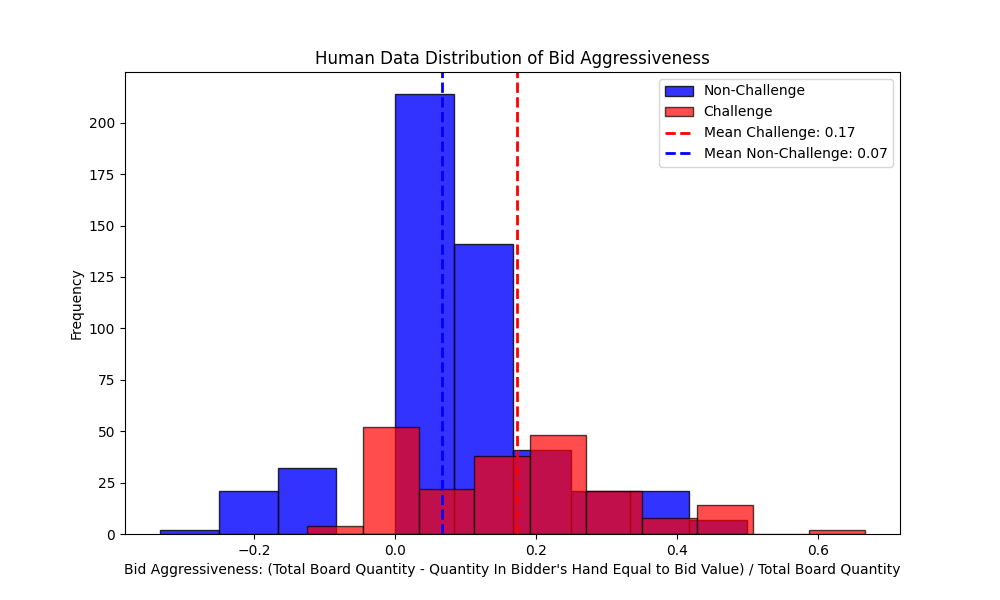 Human Data Distribution of Bid Aggressiveness
Non-Challenge
Challenge
Mean Challenge: 0.17
Mean Non-Challenge: 0.07
Frequency
200
175
150
125
100
75
50
25
0
−0.2
0.0
0.2
0.4
0.6
Bid Aggressiveness: (Total Board Quantity - Quantity In Bidder's Hand Equal to Bid Value) / Total Board Quantity